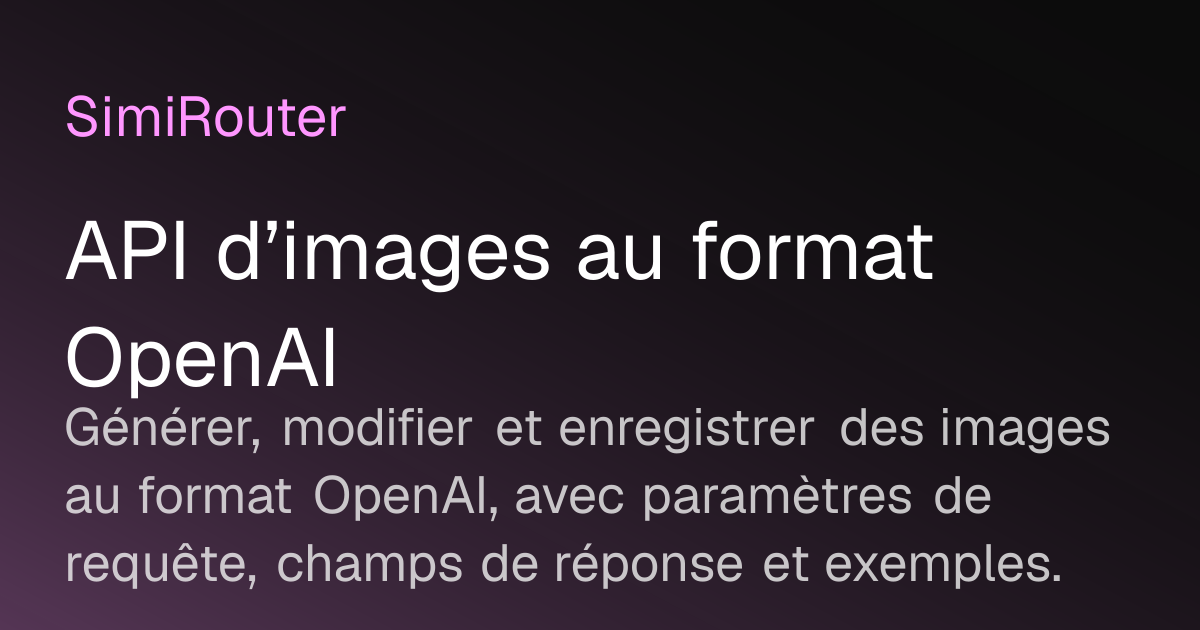 SimiRouter
API d’images au format
OpenAI
Générer, modifier et enregistrer des images
au format OpenAI, avec paramètres de
requête, champs de réponse et exemples.